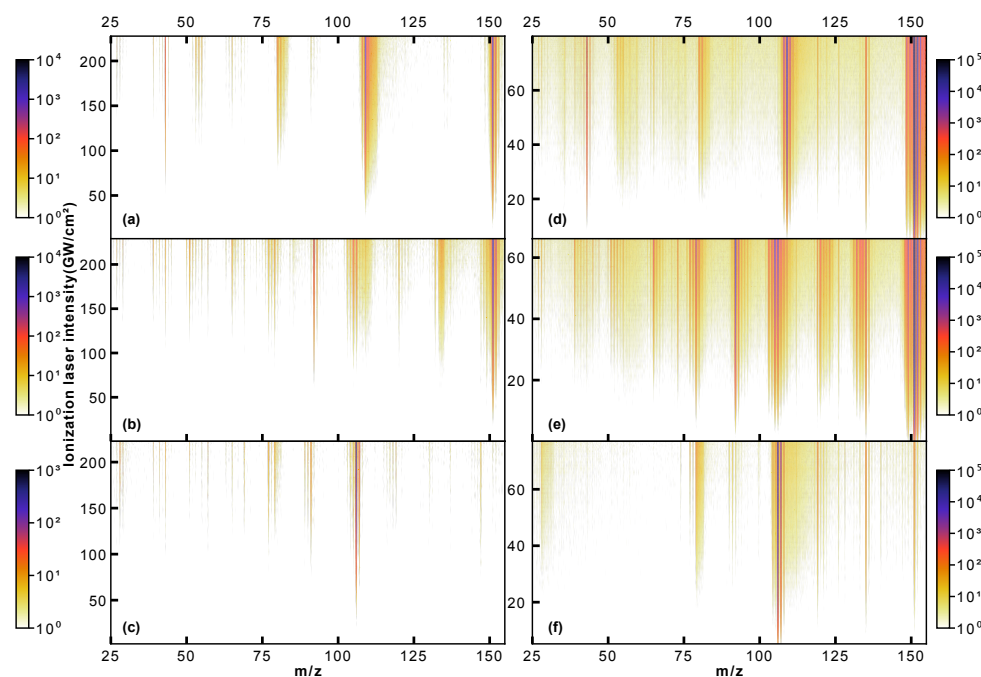 25 50 75 100 125 150 25 50 75 100 125 150
10⁴ 10³ 10² 10¹ 10⁰
200 150 100 50
(a)
80 60 40 20
(d)
10⁵ 10⁴ 10³ 10² 10¹ 10⁰
Ionization laser intensity(GW/cm²)
10⁴ 10³ 10² 10¹ 10⁰
200 150 100 50
(b)
60 40 20
(e)
10⁵ 10⁴ 10³ 10² 10¹ 10⁰
10³ 10² 10¹ 10⁰
200 150 100 50
(c)
60 40 20
(f)
10⁵ 10⁴ 10³ 10² 10¹ 10⁰
25 50 75 100 125 150 25 50 75 100 125 150
m/z m/z